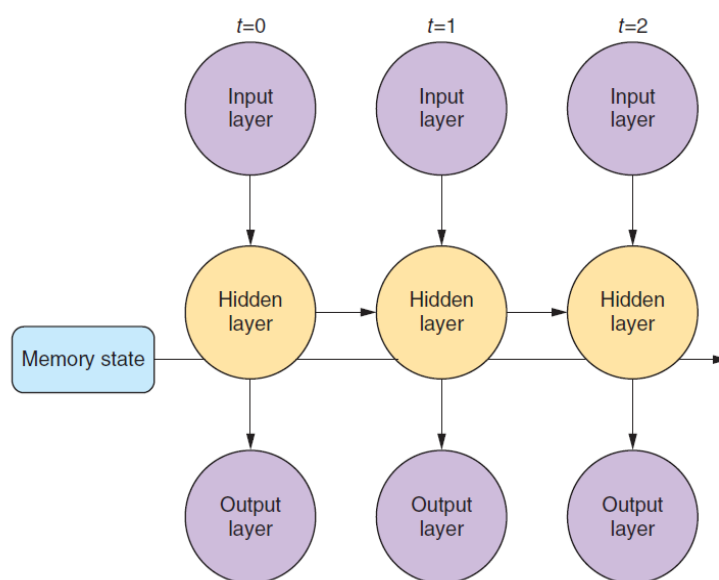 t=0
t=1
t=2
Input
layer
Input
layer
Input
layer
Hidden
layer
Hidden
layer
Hidden
layer
Memory state
Output
layer
Output
layer
Output
layer